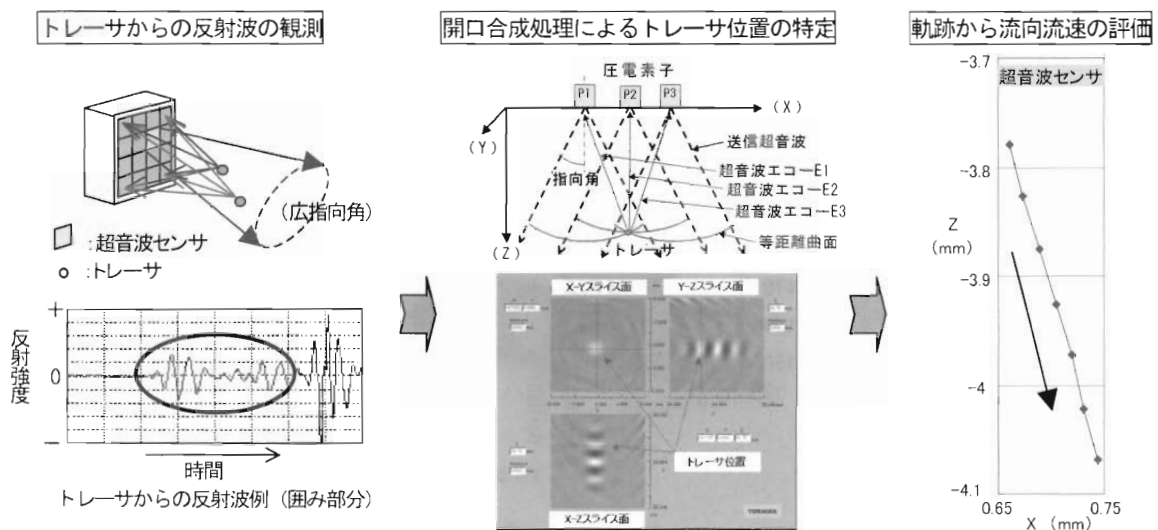 トレーサからの反射波の観測
(広指向角)
:超音波センサ
:トレーサ
+
反射強度
0
−
時間
トレーサからの反射波例(囲み部分)
開口合成処理によるトレーサ位置の特定
圧電素子
P1
P2
P3
(X)
(Y)
(Z)
送信超音波
指向角
超音波エコーE1
超音波エコーE2
超音波エコーE3
トレーサ
等距離曲面
X-Yスライス面
Y-Zスライス面
トレーサ位置
X-Zスライス面
TOSHIBA
軌跡から流向流速の評価
超音波センサ
-3.7
-3.8
Z
(mm)
-3.9
-4
-4.1
0.65
0.75
X (mm)